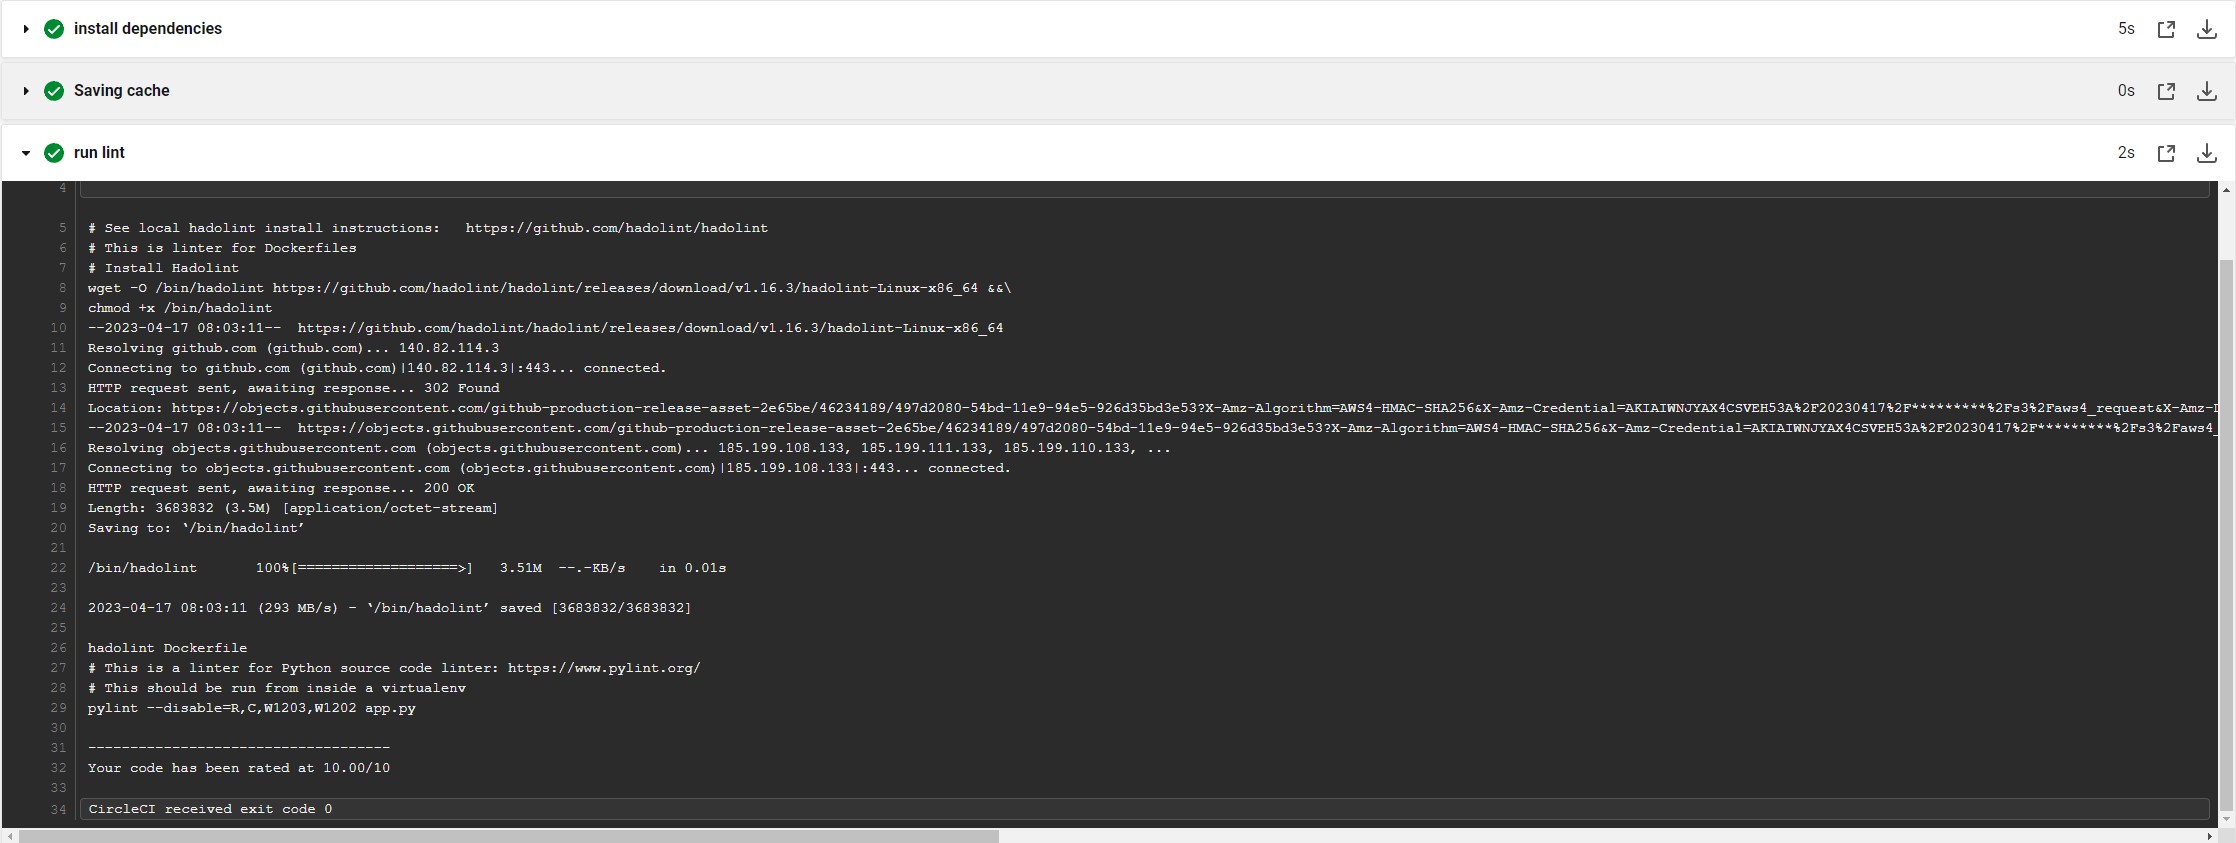 install dependencies 5s
Saving cache 0s
run lint 2s
4
5 # See local hadolint install instructions:   https://github.com/hadolint/hadolint
6 # This is linter for Dockerfiles
7 # Install Hadolint
8 wget -O /bin/hadolint https://github.com/hadolint/hadolint/releases/download/v1.16.3/hadolint-Linux-x86_64 &&\
9 chmod +x /bin/hadolint
10 --2023-04-17 08:03:11--  https://github.com/hadolint/hadolint/releases/download/v1.16.3/hadolint-Linux-x86_64
11 Resolving github.com (github.com)... 140.82.114.3
12 Connecting to github.com (github.com)|140.82.114.3|:443... connected.
13 HTTP request sent, awaiting response... 302 Found
14 Location: https://objects.githubusercontent.com/github-production-release-asset-2e65be/46234189/497d2080-54bd-11e9-94e5-926d35bd3e53?X-Amz-Algorithm=AWS4-HMAC-SHA256&X-Amz-Credential=AKIAIWNJYAX4CSVEH53A%2F20230417%2F*********%2Fs3%2Faws4_request&X-Amz-D
15 --2023-04-17 08:03:11--  https://objects.githubusercontent.com/github-production-release-asset-2e65be/46234189/497d2080-54bd-11e9-94e5-926d35bd3e53?X-Amz-Algorithm=AWS4-HMAC-SHA256&X-Amz-Credential=AKIAIWNJYAX4CSVEH53A%2F20230417%2F*********%2Fs3%2Faws4_
16 Resolving objects.githubusercontent.com (objects.githubusercontent.com)... 185.199.108.133, 185.199.111.133, 185.199.110.133, ...
17 Connecting to objects.githubusercontent.com (objects.githubusercontent.com)|185.199.108.133|:443... connected.
18 HTTP request sent, awaiting response... 200 OK
19 Length: 3683832 (3.5M) [application/octet-stream]
20 Saving to: ‘/bin/hadolint’
21
22 /bin/hadolint       100%[===================>]   3.51M  --.-KB/s    in 0.01s
23
24 2023-04-17 08:03:11 (293 MB/s) - ‘/bin/hadolint’ saved [3683832/3683832]
25
26 hadolint Dockerfile
27 # This is a linter for Python source code linter: https://www.pylint.org/
28 # This should be run from inside a virtualenv
29 pylint --disable=R,C,W1203,W1202 app.py
30
31 ------------------------------------
32 Your code has been rated at 10.00/10
33
34 CircleCI received exit code 0